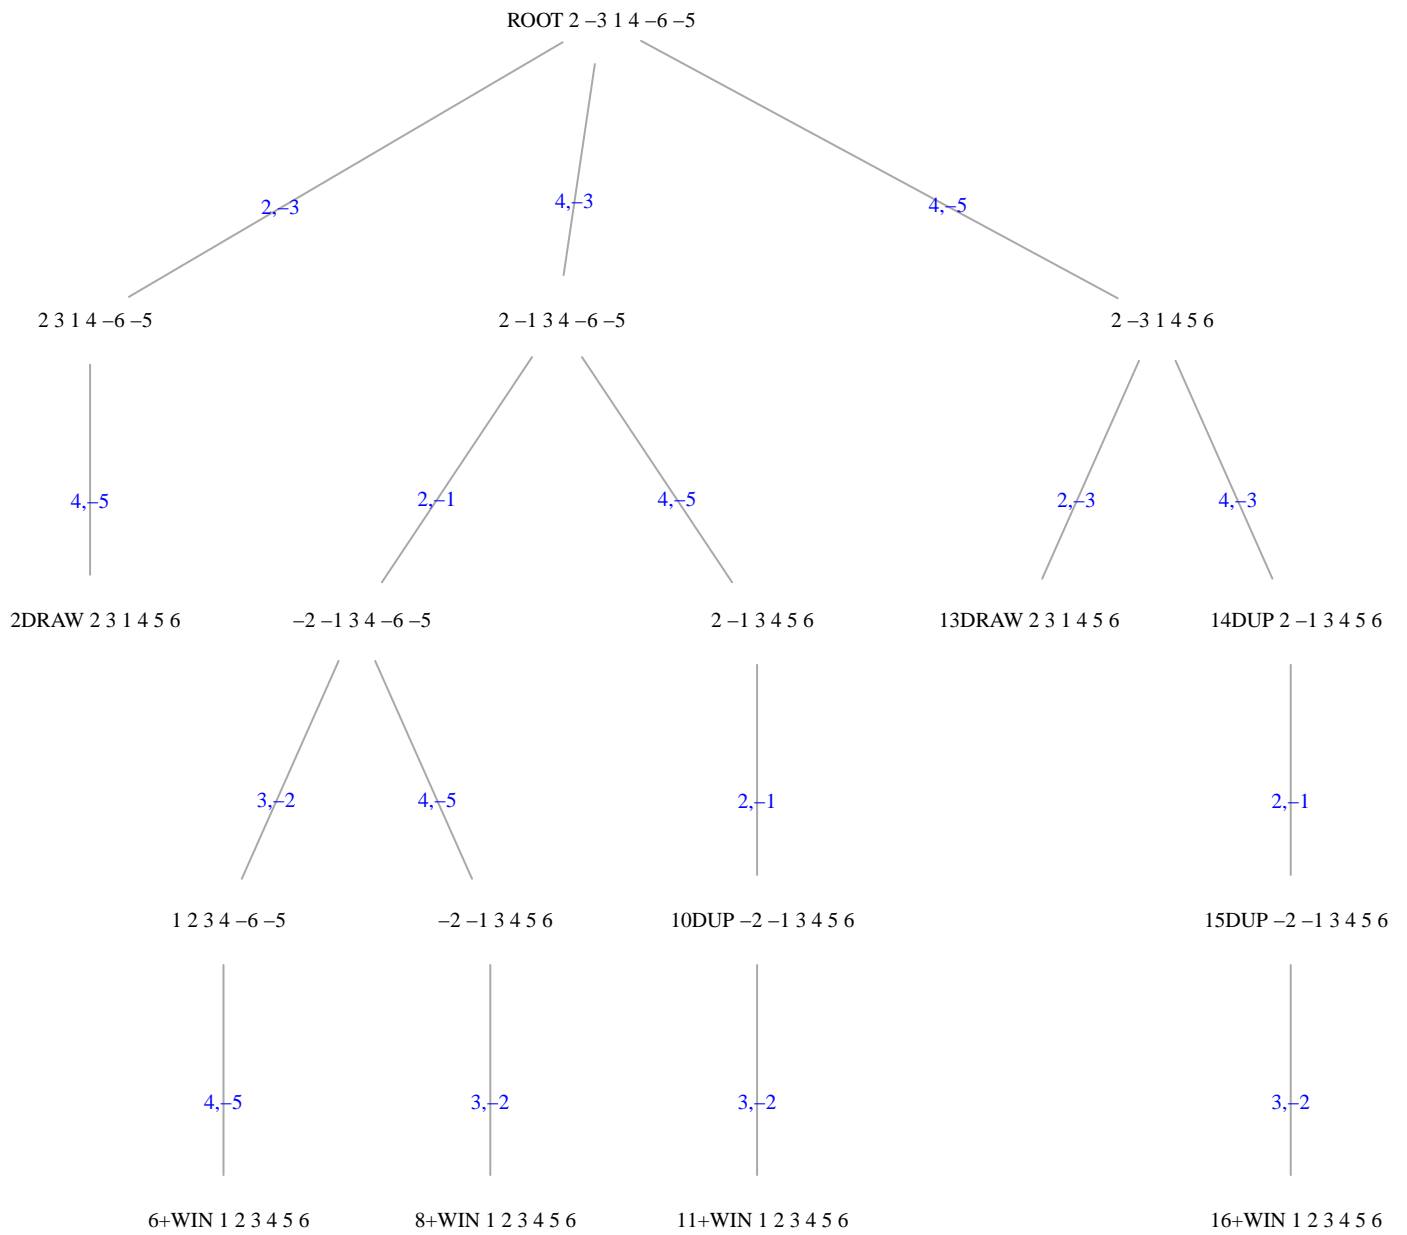 ROOT 2 –3 1 4 –6 –5
2,–3
4,–3
4,–5
2 3 1 4 –6 –5
2 –1 3 4 –6 –5
2 –3 1 4 5 6
4,–5
2,–1
4,–5
2,–3
4,–3
2DRAW 2 3 1 4 5 6
–2 –1 3 4 –6 –5
2 –1 3 4 5 6
13DRAW 2 3 1 4 5 6
14DUP 2 –1 3 4 5 6
3,–2
4,–5
2,–1
2,–1
1 2 3 4 –6 –5
–2 –1 3 4 5 6
10DUP –2 –1 3 4 5 6
15DUP –2 –1 3 4 5 6
4,–5
3,–2
3,–2
3,–2
6+WIN 1 2 3 4 5 6
8+WIN 1 2 3 4 5 6
11+WIN 1 2 3 4 5 6
16+WIN 1 2 3 4 5 6